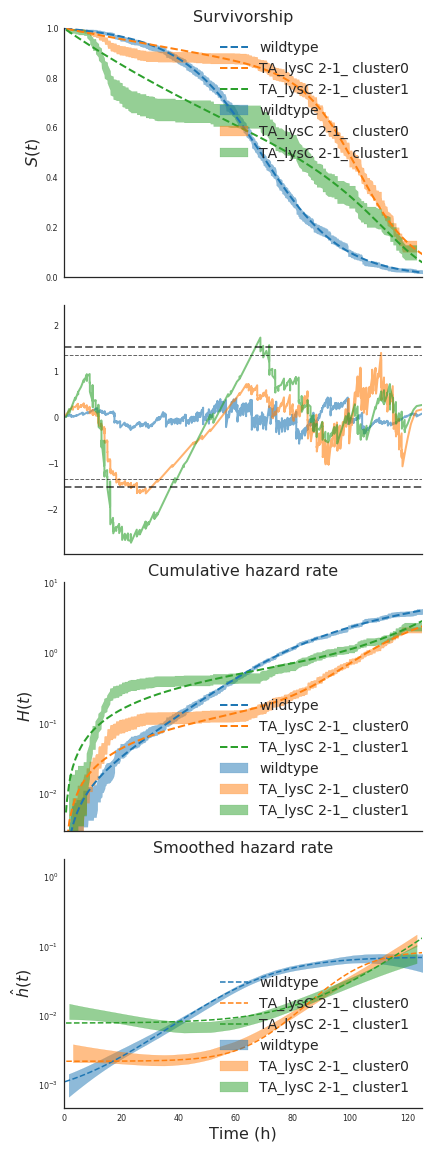 Survivorship
1.0
0.8
0.6
0.4
0.2
0.0
S(t)
wildtype
TA_lysC 2-1_ cluster0
TA_lysC 2-1_ cluster1
wildtype
TA_lysC 2-1_ cluster0
TA_lysC 2-1_ cluster1
2
1
0
−1
−2
Cumulative hazard rate
10¹
10⁰
10⁻¹
10⁻²
H(t)
wildtype
TA_lysC 2-1_ cluster0
TA_lysC 2-1_ cluster1
wildtype
TA_lysC 2-1_ cluster0
TA_lysC 2-1_ cluster1
Smoothed hazard rate
10⁰
10⁻¹
10⁻²
10⁻³
ĥ(t)
wildtype
TA_lysC 2-1_ cluster0
TA_lysC 2-1_ cluster1
wildtype
TA_lysC 2-1_ cluster0
TA_lysC 2-1_ cluster1
0 20 40 60 80 100 120
Time (h)